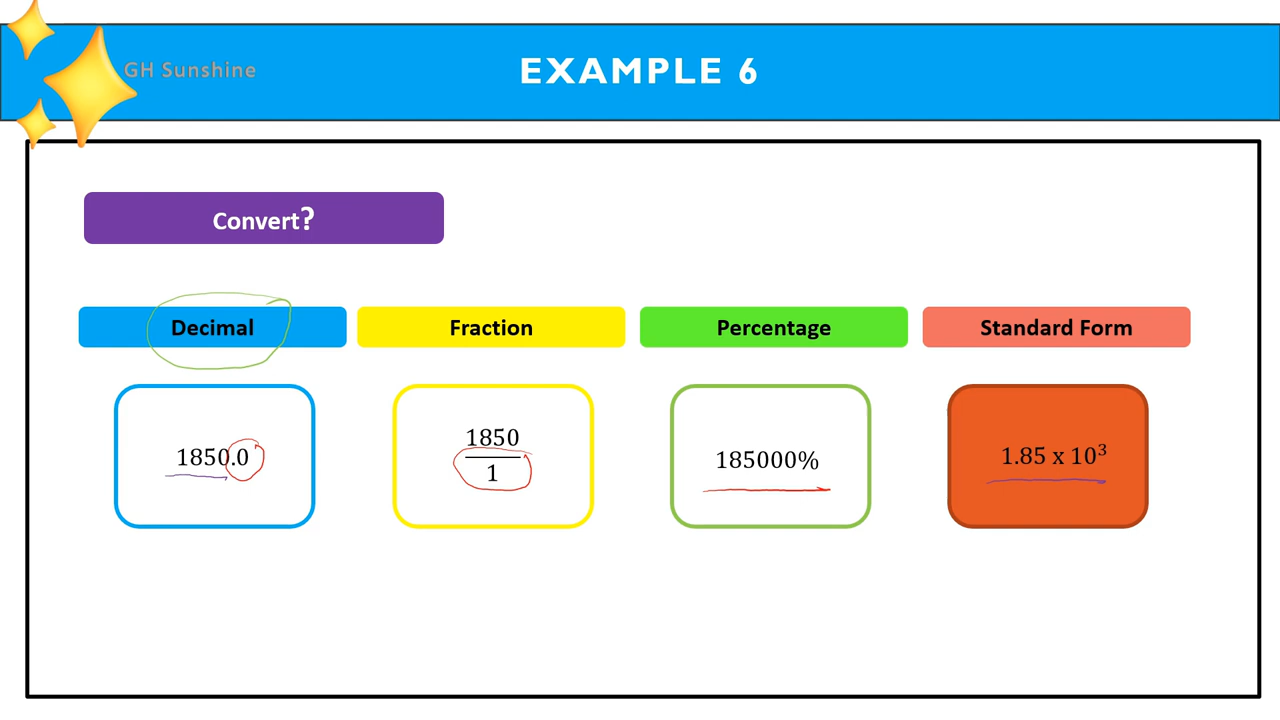 GH Sunshine
EXAMPLE 6
Convert?
Decimal
Fraction
Percentage
Standard Form
1850.0
1850
1
185000%
1.85 x 10³